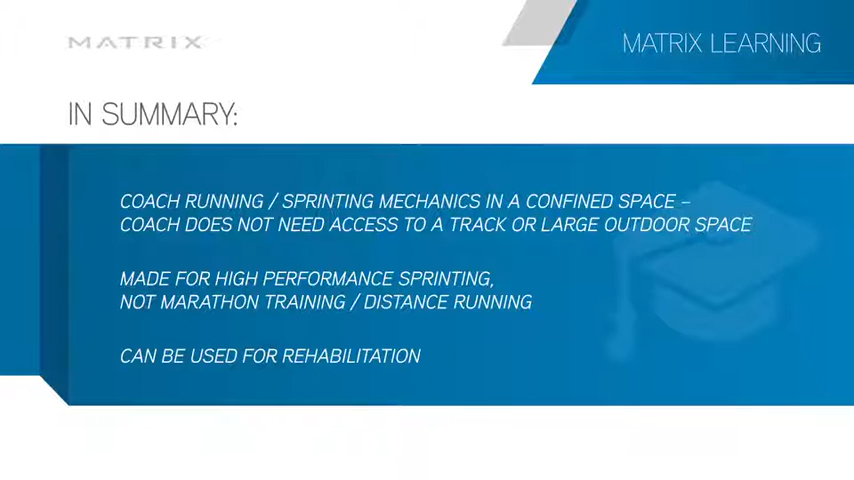 MATRIX
MATRIX LEARNING
IN SUMMARY:
COACH RUNNING / SPRINTING MECHANICS IN A CONFINED SPACE –
COACH DOES NOT NEED ACCESS TO A TRACK OR LARGE OUTDOOR SPACE
MADE FOR HIGH PERFORMANCE SPRINTING,
NOT MARATHON TRAINING / DISTANCE RUNNING
CAN BE USED FOR REHABILITATION